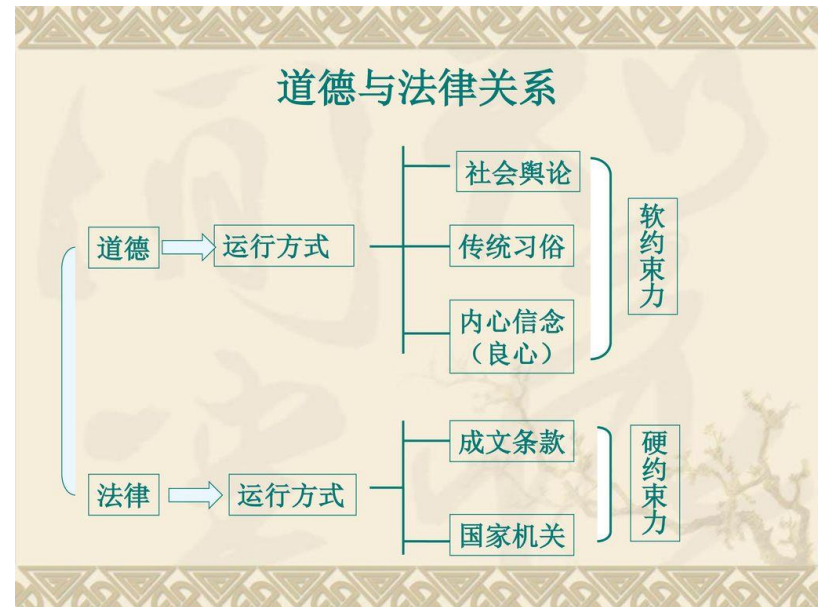 道德与法律关系
道德
运行方式
社会舆论
传统习俗
内心信念
（良心）
软约束力
法律
运行方式
成文条款
国家机关
硬约束力